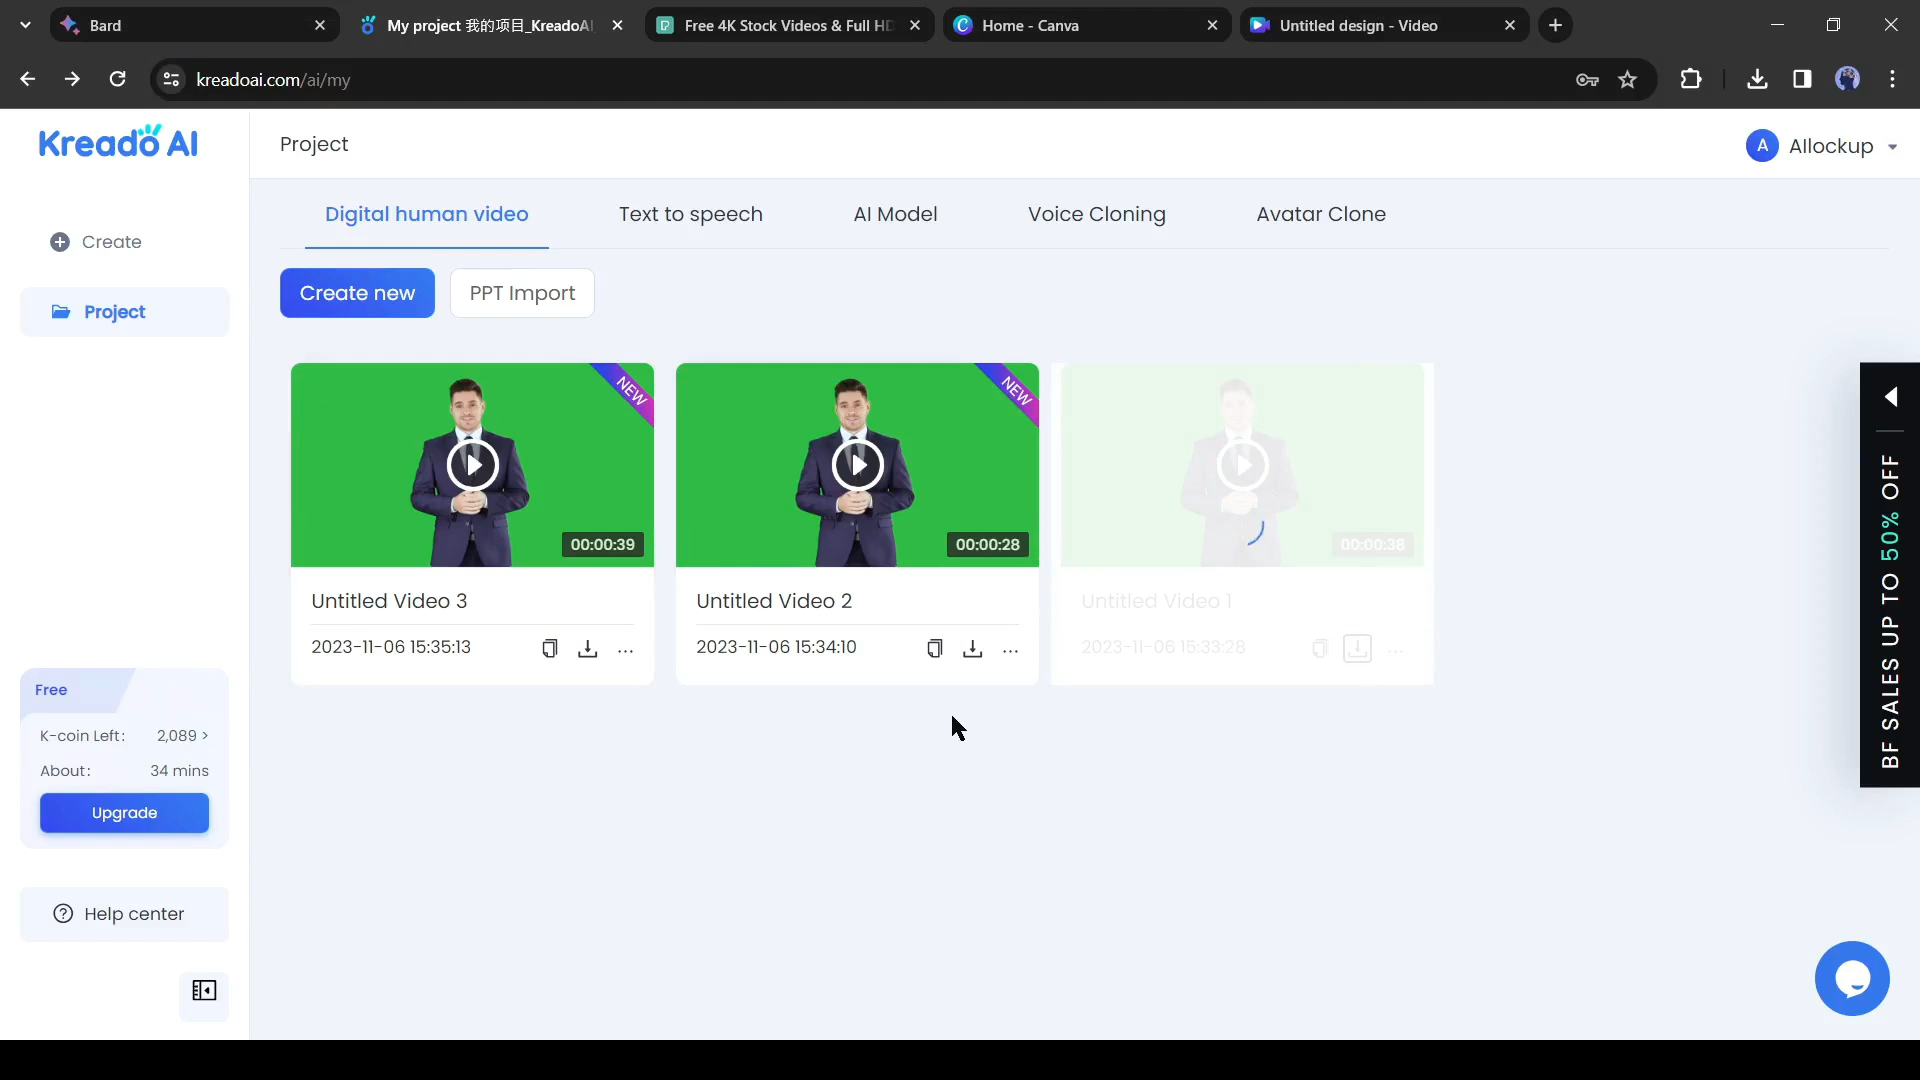 Bard
My project 我的项目_KreadoAI
Free 4K Stock Videos & Full HD
Home - Canva
Untitled design - Video
kreadoai.com/ai/my
Kreado AI
Project
A
Allockup
Digital human video
Text to speech
AI Model
Voice Cloning
Avatar Clone
Create
Project
Create new
PPT Import
NEW
NEW
00:00:39
00:00:28
00:00:38
Untitled Video 3
Untitled Video 2
Untitled Video 1
2023-11-06 15:35:13
...
2023-11-06 15:34:10
...
2023-11-06 15:33:28
...
BF SALES UP TO 50% OFF
Free
K-coin Left: 2,089 >
About: 34 mins
Upgrade
Help center